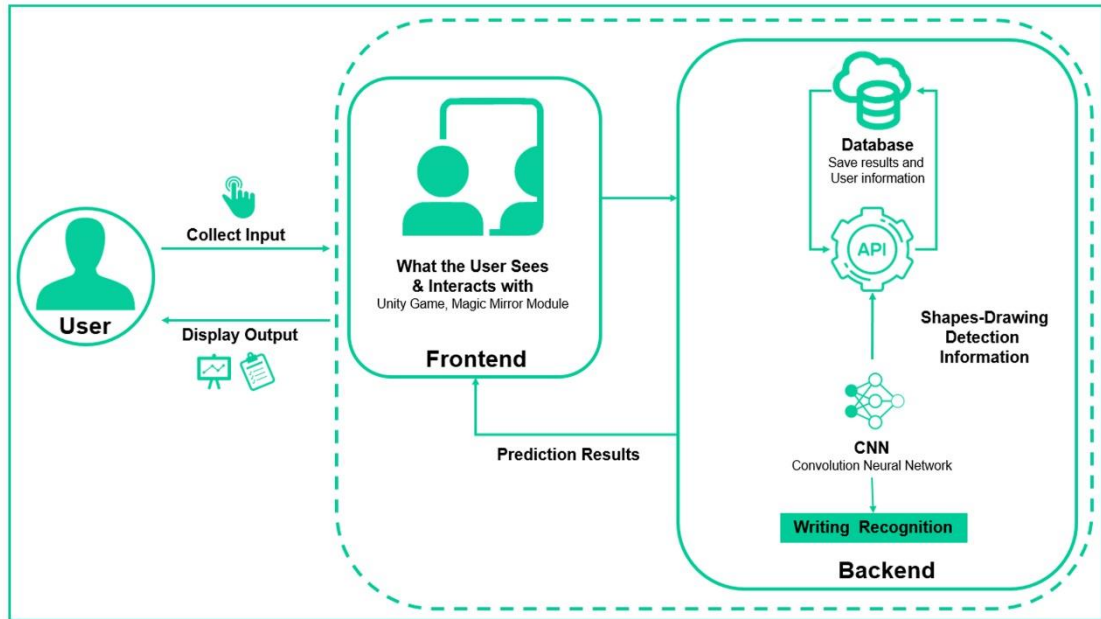 Collect Input
User
Display Output
What the User Sees
& Interacts with
Unity Game, Magic Mirror Module
Frontend
Prediction Results
Database
Save results and
User information
API
Shapes-Drawing
Detection
Information
CNN
Convolution Neural Network
Writing Recognition
Backend